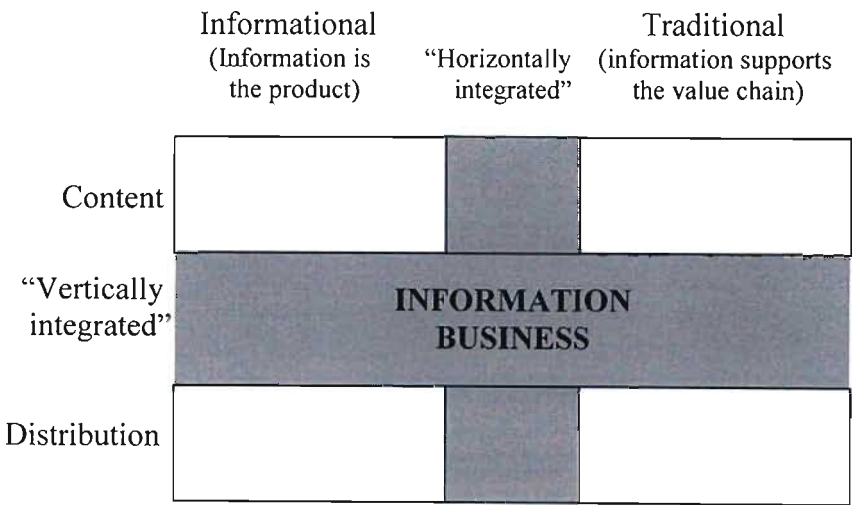 Informational
(Information is
the product)
“Horizontally
integrated”
Traditional
(information supports
the value chain)
Content
“Vertically
integrated”
INFORMATION
BUSINESS
Distribution